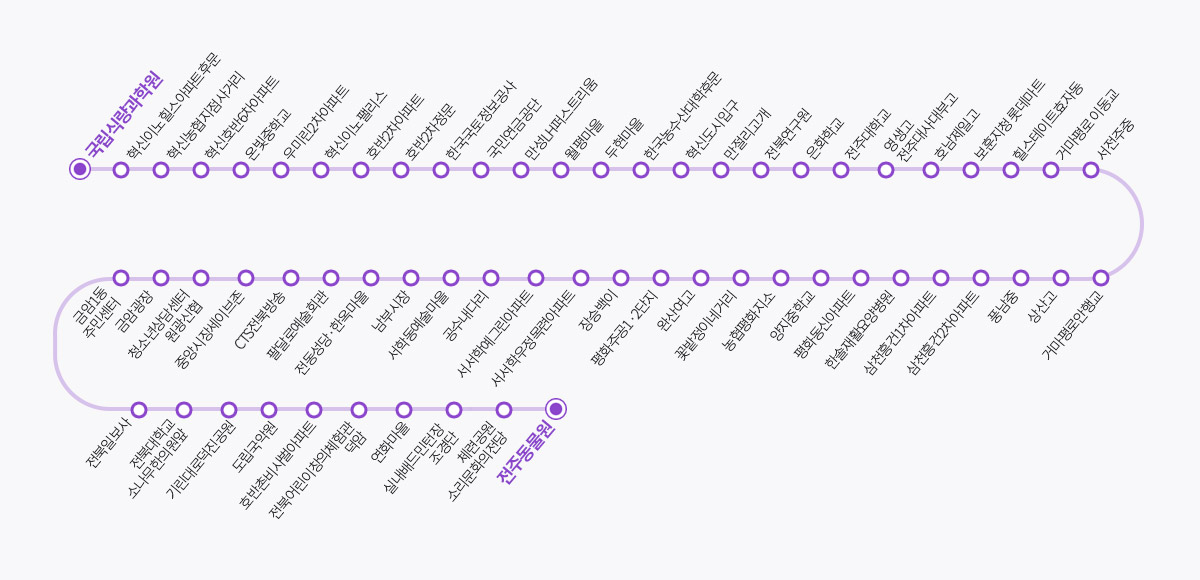 국립식량과학원
혁신이노힐스아파트후문
혁신농협지점사거리
혁신호반6차아파트
온빛중학교
우미린2차아파트
혁신이노팰리스
호반2차아파트
호반2차정문
한국국토정보공사
국민연금공단
만성나퍼스트리움
월평마을
두현마을
한국농수산대학후문
혁신도시입구
만절리고개
전북연구원
온화학교
전주대학교
영생고
전주대사대부고
호남제일고
보훈지청 롯데마트
힐스테이트효자동
거마평로 이동교
서전주중
거마평로안행교
상산고
풍남중
삼천흥건2차아파트
삼천흥건1차아파트
한솔재활요양병원
평화동신아파트
양지중학교
농협평화지소
꽃밭정이네거리
완산여고
평화주공1·2단지
장승백이
서서학우정목련아파트
서서학예그린아파트
공수내다리
서학동예술마을
남부시장
전동성당·한옥마을
팔달로예술회관
CTS전북방송
중앙시장세이브존
청소년상담센터
원광신협
금암광장
금암1동
주민센터
전북일보사
전북대학교
소나무한의원앞
기린대로덕진공원
도립국악원
호반촌비사벌아파트
전북어린이창의체험관
덕암
연화마을
실내배드민턴장
조경단
체련공원
소리문화의전당
전주동물원